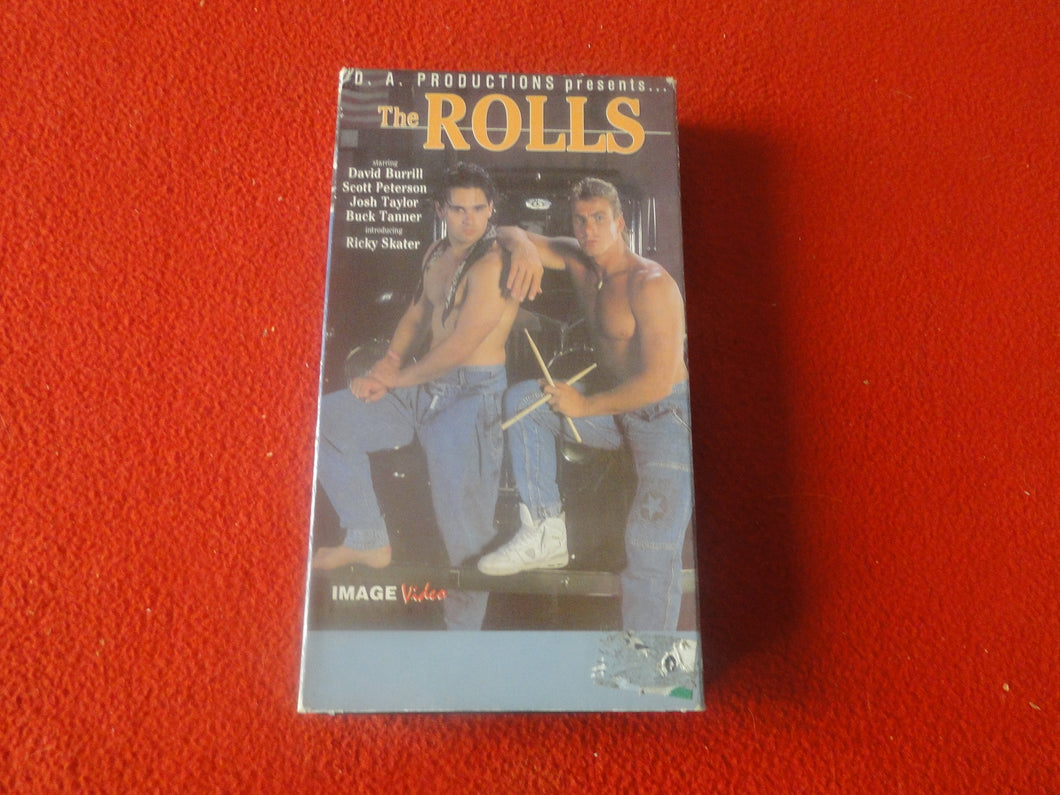 D. A. PRODUCTIONS presents...
The ROLLS
starring
David Burrill
Scott Peterson
Josh Taylor
Buck Tanner
introducing
Ricky Skater
IMAGE Video